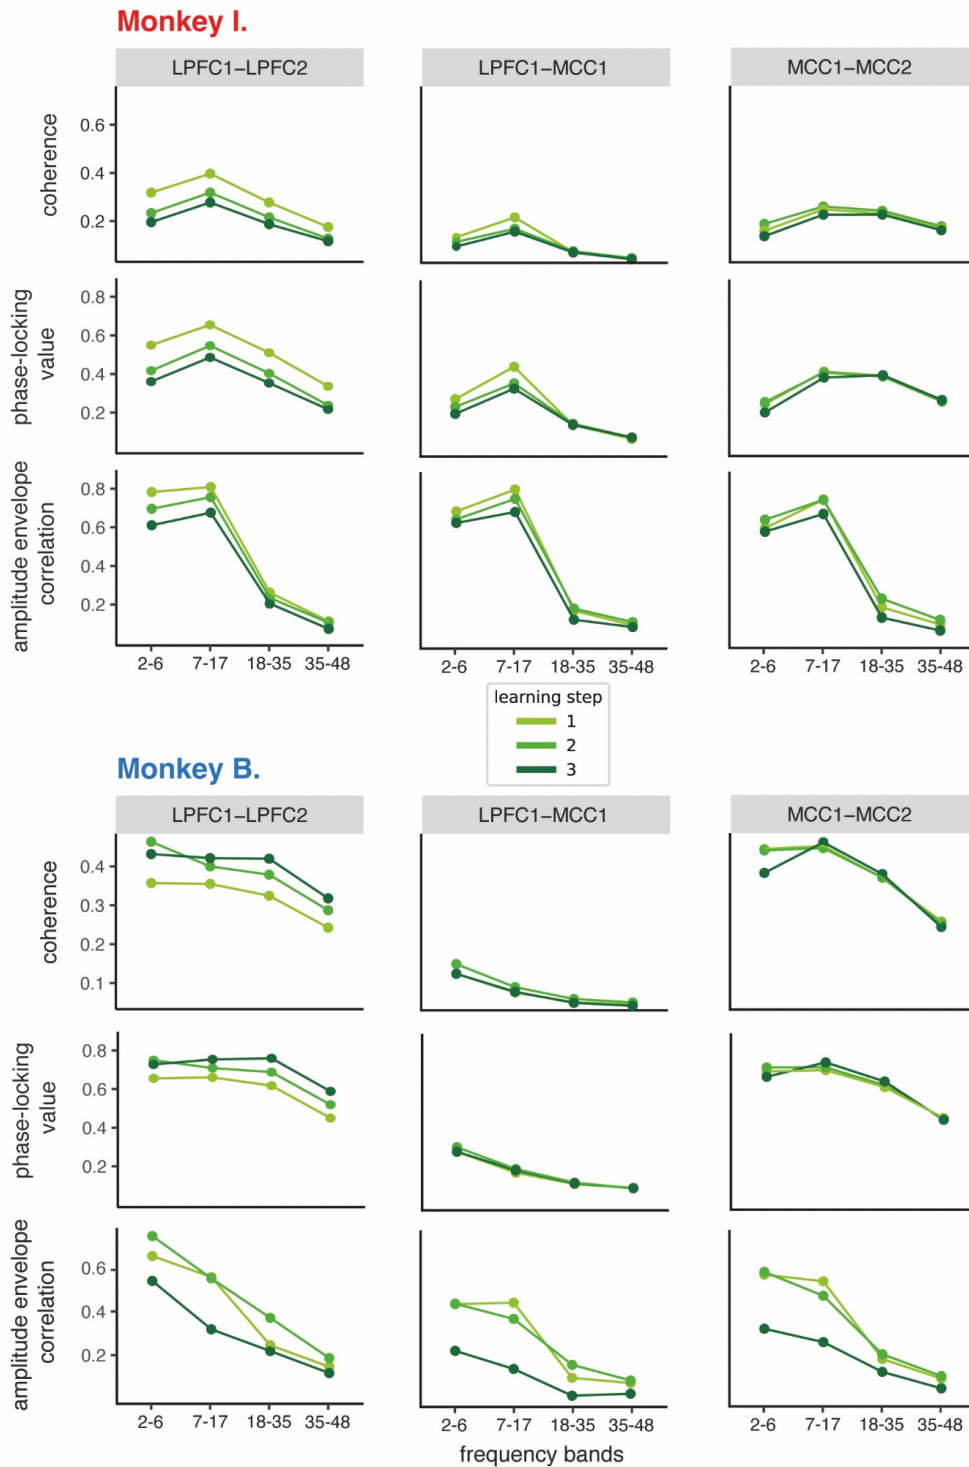 Monkey I.
LPFC1–LPFC2 LPFC1–MCC1 MCC1–MCC2
coherence
0.6
0.4
0.2
phase-locking
value
0.8
0.6
0.4
0.2
amplitude envelope
correlation
0.8
0.6
0.4
0.2
2-6 7-17 18-35 35-48 2-6 7-17 18-35 35-48 2-6 7-17 18-35 35-48
learning step
1
2
3
Monkey B.
LPFC1–LPFC2 LPFC1–MCC1 MCC1–MCC2
coherence
0.4
0.3
0.2
0.1
phase-locking
value
0.8
0.6
0.4
0.2
amplitude envelope
correlation
0.6
0.4
0.2
2-6 7-17 18-35 35-48 2-6 7-17 18-35 35-48 2-6 7-17 18-35 35-48
frequency bands